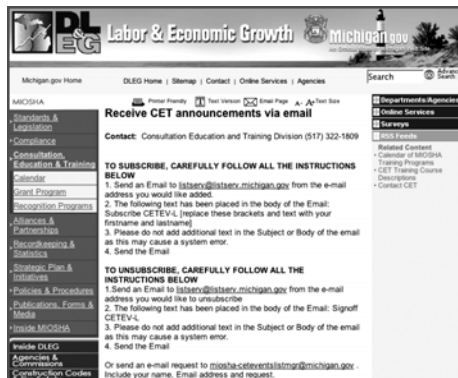 DL&EG
Labor & Economic Growth
Michigan.gov
Michigan.gov Home
DLEG Home | Sitemap | Contact | Online Services | Agencies
Search
Search
MIOSHA
Standards & Legislation
Compliance
Consultation, Education & Training
Calendar
Grant Program
Recognition Programs
Alliances & Partnerships
Recordkeeping & Statistics
Strategic Plan & Initiatives
Policies & Procedures
Publications, Forms & Media
Inside MIOSHA
Inside DLEG
Agencies & Commissions
Construction Codes
Printer Friendly Text Version Email Page A- A+ Text Size
Receive CET announcements via email
Contact: Consultation Education and Training Division (517) 322-1809
TO SUBSCRIBE, CAREFULLY FOLLOW ALL THE INSTRUCTIONS
BELOW
1. Send an Email to listserv@listserv.michigan.gov from the e-mail
address you would like added.
2. The following text has been placed in the body of the Email:
Subscribe CETEV-L [replace these brackets and text with your
firstname and lastname]
3. Please do not add additional text in the Subject or Body of the email
as this may cause a system error.
4. Send the Email
TO UNSUBSCRIBE, CAREFULLY FOLLOW ALL THE
INSTRUCTIONS BELOW
1.Send an Email to listserv@listserv.michigan.gov from the e-mail
address you would like to unsubscribe
2. The following text has been placed in the body of the Email: Signoff
CETEV-L
3. Please do not add additional text in the Subject or Body of the email
as this may cause a system error.
4. Send the Email
Or send an e-mail request to miosha-ceteventslistmgr@michigan.gov .
Include your name, Email address and request.
Departments/Agencies
Online Services
Surveys
RSS Feeds
Related Content
• Calendar of MIOSHA
Training Programs
• CET Training Course
Descriptions
• Contact CET